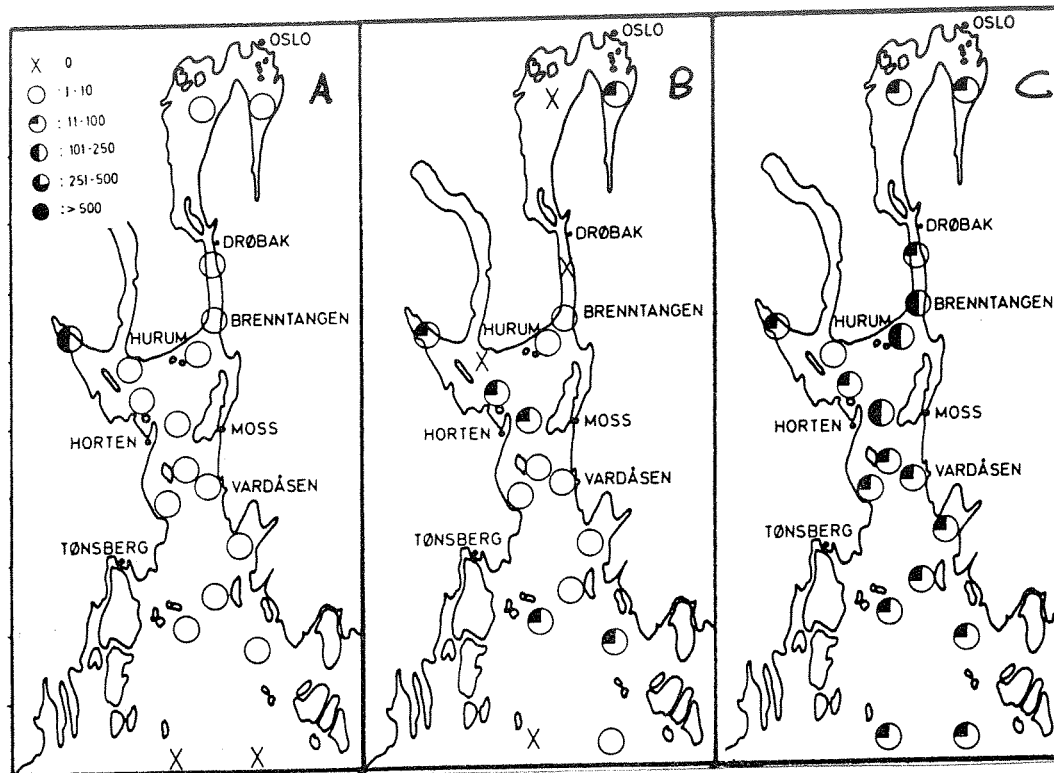 A
X 0
: 1-10
: 11-100
: 101-250
: 251-500
: > 500
OSLO
DRØBAK
BRENNTANGEN
HURUM
HORTEN
MOSS
VARDÅSEN
TØNSBERG
X
X
B
OSLO
X
DRØBAK
X
BRENNTANGEN
HURUM
X
HORTEN
MOSS
VARDÅSEN
TØNSBERG
X
C
OSLO
DRØBAK
BRENNTANGEN
HURUM
HORTEN
MOSS
VARDÅSEN
TØNSBERG